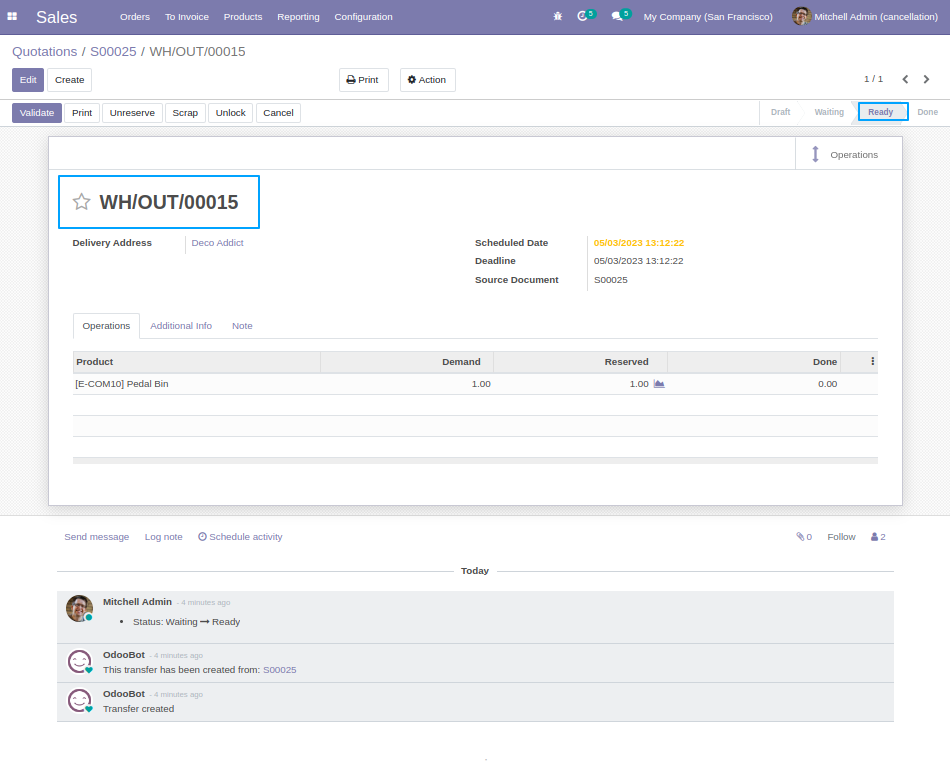 Sales Orders To Invoice Products Reporting Configuration 5 5 My Company (San Francisco) Mitchell Admin (cancellation)
Quotations / S00025 / WH/OUT/00015
Edit Create Print Action 1 / 1
Validate Print Unreserve Scrap Unlock Cancel Draft Waiting Ready Done
Operations
WH/OUT/00015
Delivery Address Deco Addict Scheduled Date 05/03/2023 13:12:22
Deadline 05/03/2023 13:12:22
Source Document S00025
Operations Additional Info Note
Product Demand Reserved Done
[E-COM10] Pedal Bin 1.00 1.00 0.00
Send message Log note Schedule activity 0 Follow 2
Today
Mitchell Admin - 4 minutes ago
• Status: Waiting → Ready
OdooBot - 4 minutes ago
This transfer has been created from: S00025
OdooBot - 4 minutes ago
Transfer created